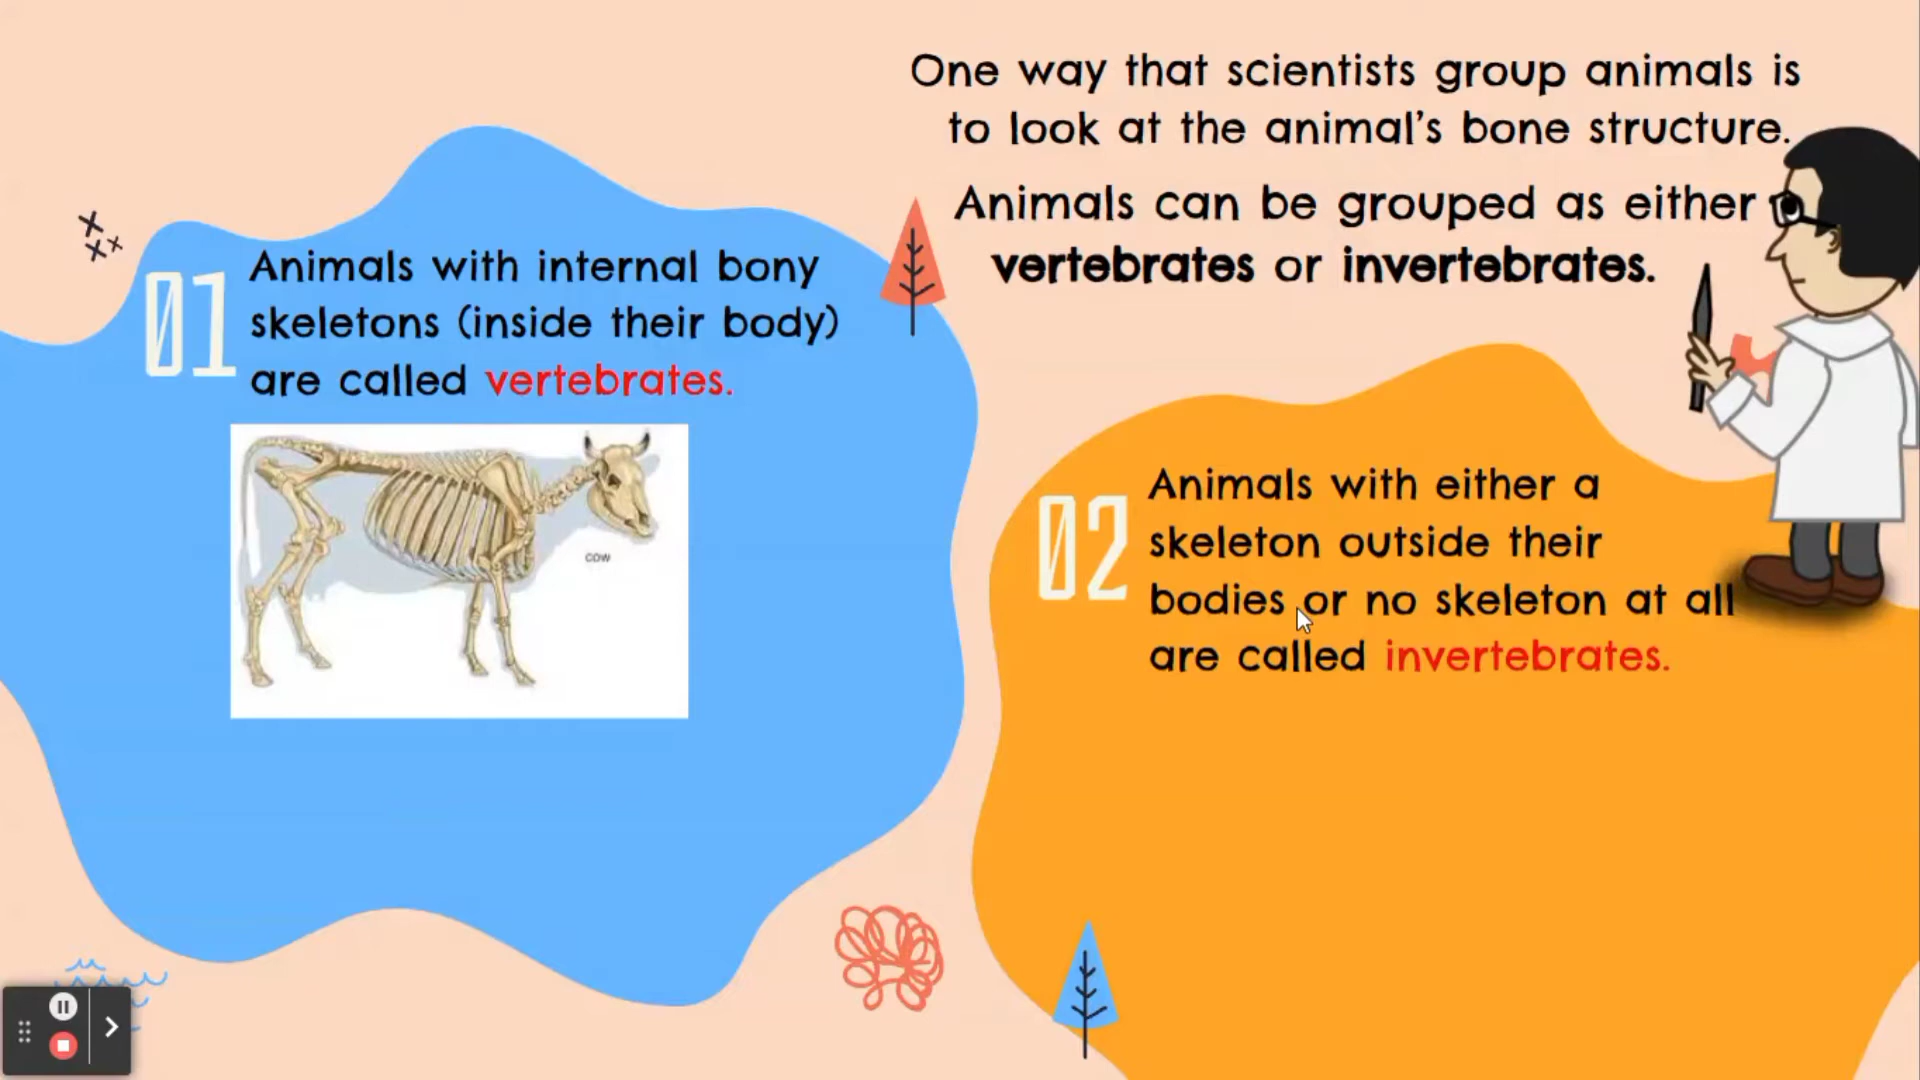 One way that scientists group animals is
to look at the animal's bone structure.
Animals can be grouped as either
vertebrates or invertebrates.
01
Animals with internal bony
skeletons (inside their body)
are called vertebrates.
COW
02
Animals with either a
skeleton outside their
bodies or no skeleton at all
are called invertebrates.